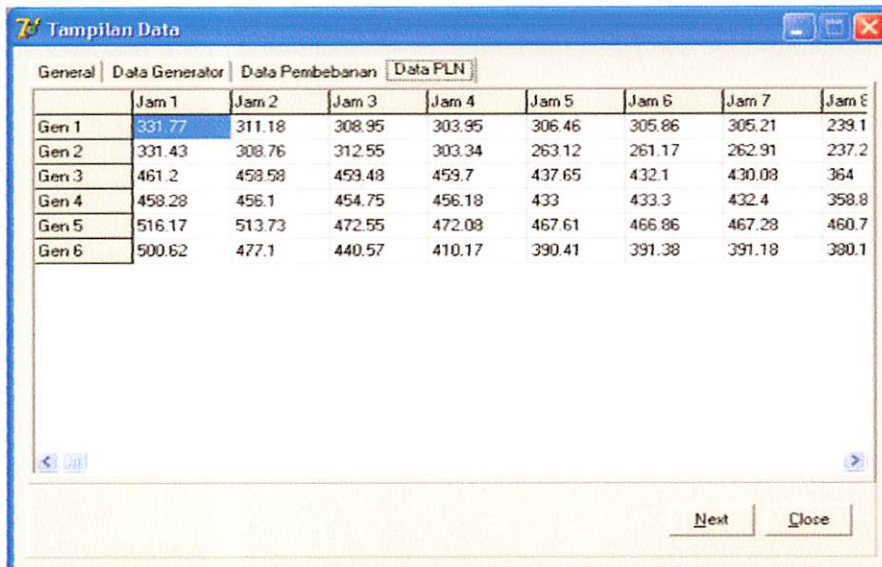 Tampilan Data
General Data Generator Data Pembebanan Data PLN
Jam 1 Jam 2 Jam 3 Jam 4 Jam 5 Jam 6 Jam 7 Jam 8
Gen 1 331.77 311.18 308.95 303.95 306.46 305.86 305.21 239.1
Gen 2 331.43 308.76 312.55 303.34 263.12 261.17 262.91 237.2
Gen 3 461.2 458.58 459.48 459.7 437.65 432.1 430.08 364
Gen 4 458.28 456.1 454.75 456.18 433 433.3 432.4 358.8
Gen 5 516.17 513.73 472.55 472.08 467.61 466.86 467.28 460.7
Gen 6 500.62 477.1 440.57 410.17 390.41 391.38 391.18 380.1
Next Close